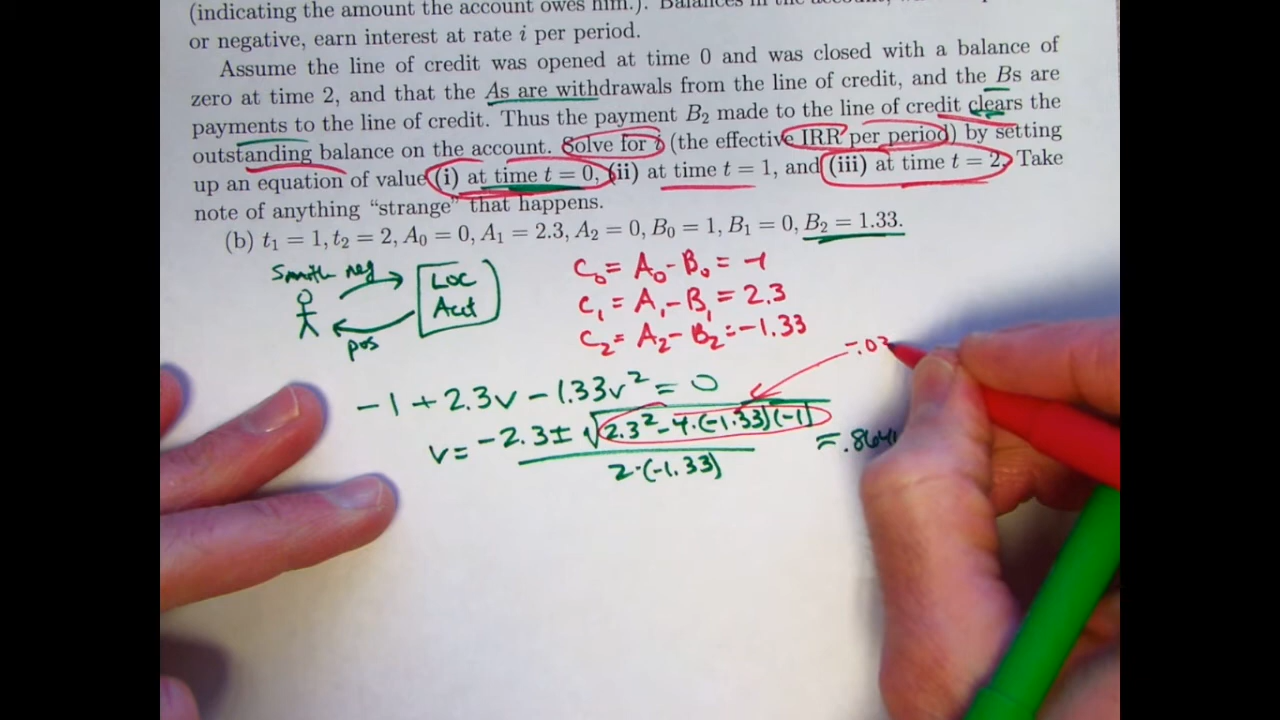 (indicating the amount the account owes him.). Balances in the account,
or negative, earn interest at rate i per period.
Assume the line of credit was opened at time 0 and was closed with a balance of
zero at time 2, and that the As are withdrawals from the line of credit, and the Bs are
payments to the line of credit. Thus the payment B₂ made to the line of credit clears the
outstanding balance on the account. Solve for i (the effective IRR per period) by setting
up an equation of value (i) at time t = 0, (ii) at time t = 1, and (iii) at time t = 2. Take
note of anything “strange” that happens.
(b) t₁ = 1, t₂ = 2, A₀ = 0, A₁ = 2.3, A₂ = 0, B₀ = 1, B₁ = 0, B₂ = 1.33.
Smith neg
LOC
Acct
pos
C₀ = A₀ - B₀ = -1
C₁ = A₁ - B₁ = 2.3
C₂ = A₂ - B₂ = -1.33
-.03
-1 + 2.3v - 1.33v² = 0
v = -2.3 ± √2.3² - 4·(-1.33)(-1)
2·(-1.33)
= .8646